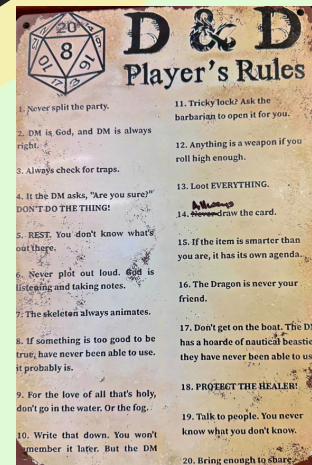 20
8
10
16
D & D
Player's Rules
1. Never split the party.
2. DM is God, and DM is always
right.
3. Always check for traps.
4. It the DM asks, "Are you sure?"
DON'T DO THE THING!
5. REST. You don't know what's
out there.
6. Never plot out loud. God is
listening and taking notes.
7. The skeleton always animates.
8. If something is too good to be
true, have never been able to use.
it probably is.
9. For the love of all that's holy,
don't go in the water. Or the fog.
10. Write that down. You won't
remember it later. But the DM
11. Tricky lock? Ask the
barbarian to open it for you.
12. Anything is a weapon if you
roll high enough.
13. Loot EVERYTHING.
Always
14. Never draw the card.
15. If the item is smarter than
you are, it has its own agenda.
16. The Dragon is never your
friend.
17. Don't get on the boat. The DM
has a hoarde of nautical beastie
they have never been able to us
18. PROTECT THE HEALER!
19. Talk to people. You never
know what you don't know.
20. Bring enough to share.